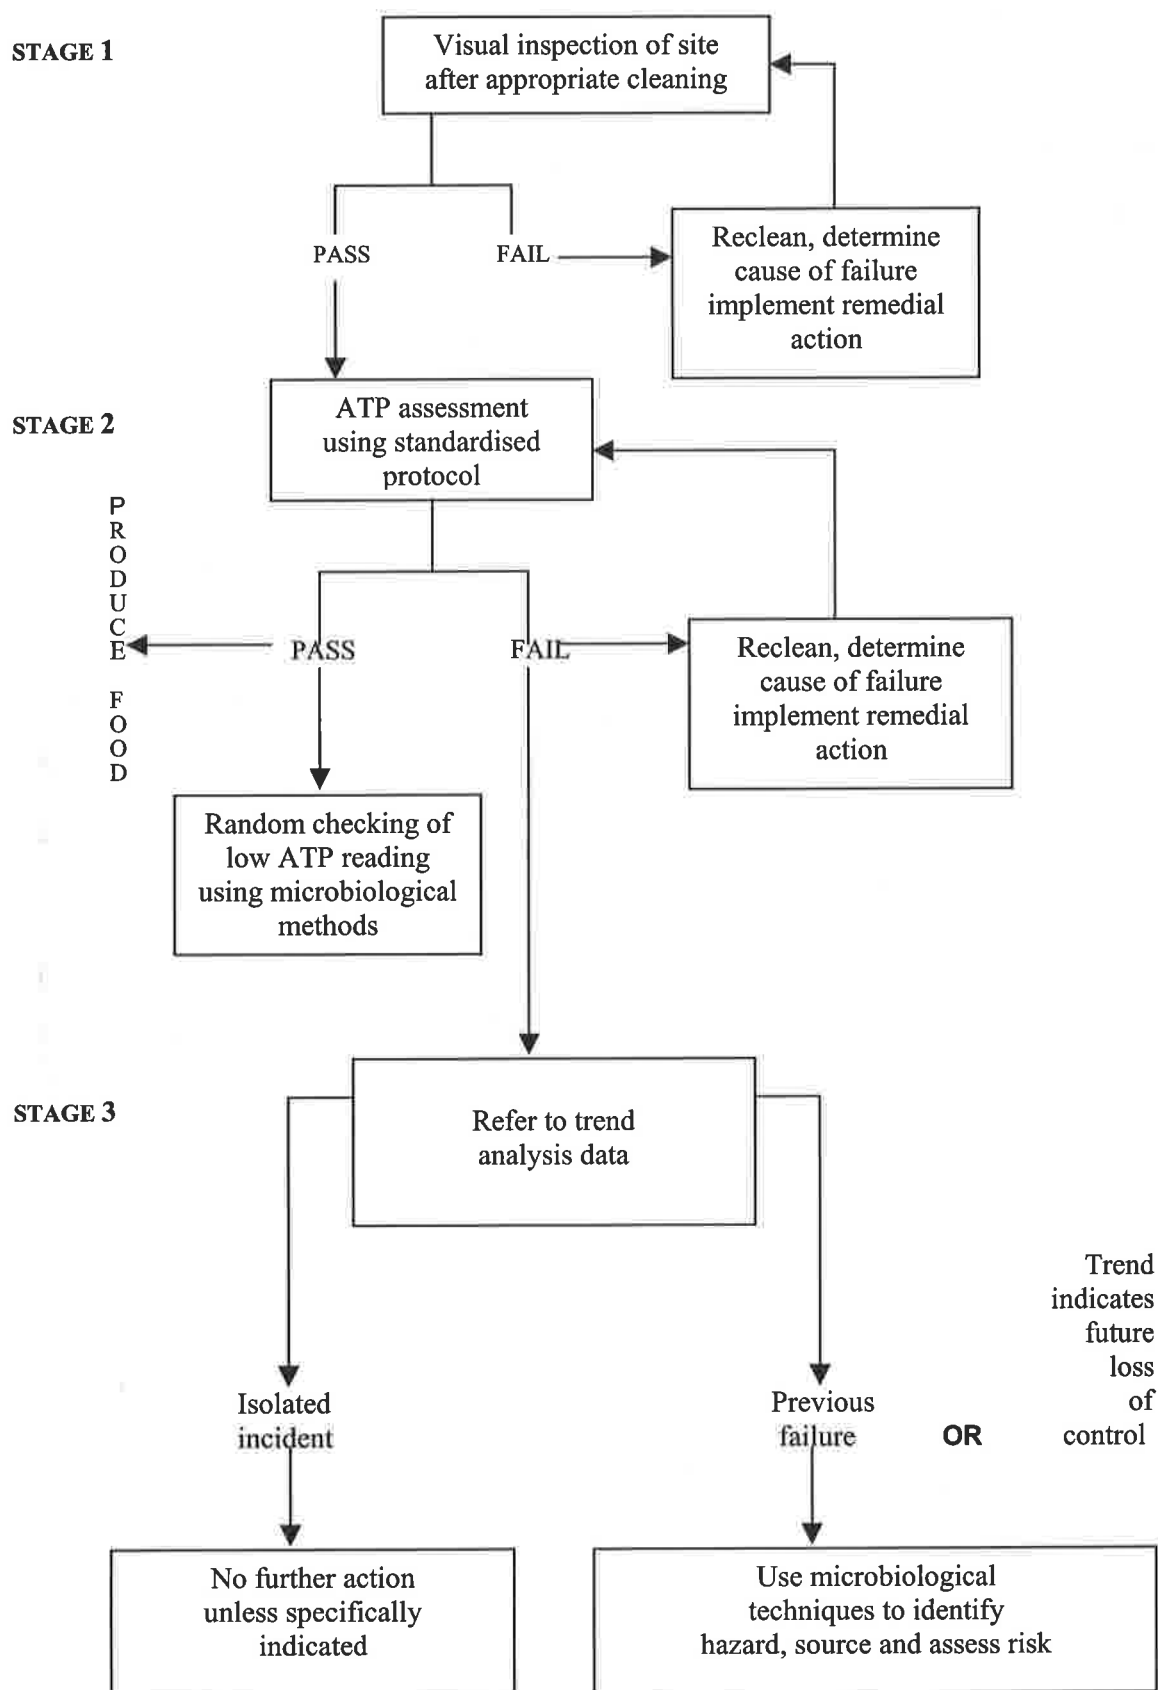 STAGE 1
Visual inspection of site
after appropriate cleaning
PASS
FAIL
Reclean, determine
cause of failure
implement remedial
action
STAGE 2
ATP assessment
using standardised
protocol
PRODUCE FOOD
PASS
FAIL
Reclean, determine
cause of failure
implement remedial
action
Random checking of
low ATP reading
using microbiological
methods
STAGE 3
Refer to trend
analysis data
Isolated
incident
Previous
failure
OR
Trend
indicates
future
loss
of
control
No further action
unless specifically
indicated
Use microbiological
techniques to identify
hazard, source and assess risk